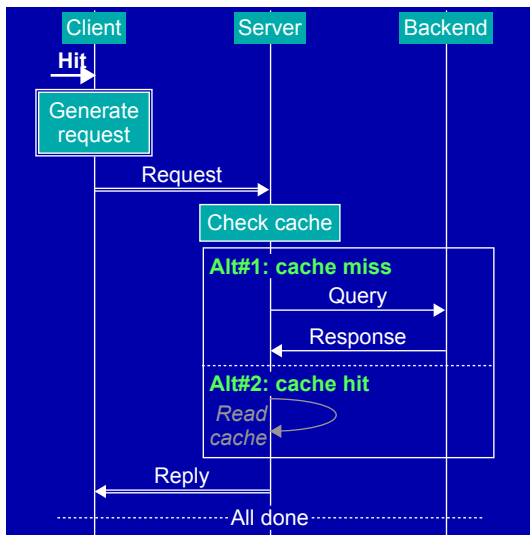 Client
Server
Backend
Hit
Generate
request
Request
Check cache
Alt#1: cache miss
Query
Response
Alt#2: cache hit
Read
cache
Reply
All done